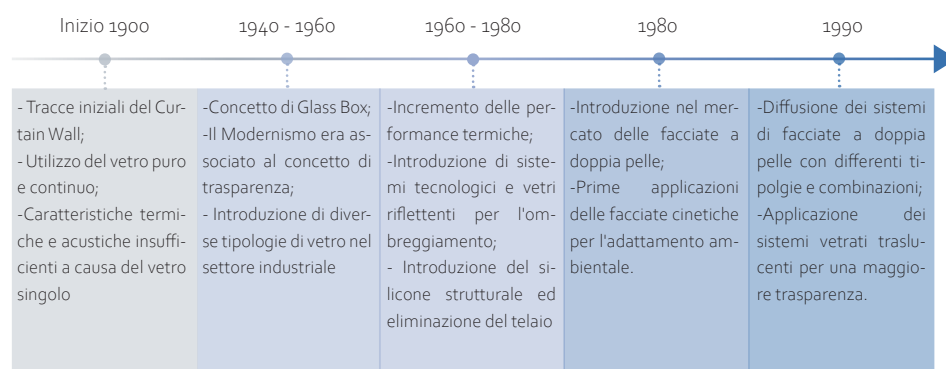 Inizio 1900
1940 - 1960
1960 - 1980
1980
1990
- Tracce iniziali del Cur-
tain Wall;
- Utilizzo del vetro puro
e continuo;
-Caratteristiche termi-
che e acustiche insuffi-
cienti a causa del vetro
singolo
-Concetto di Glass Box;
-Il Modernismo era as-
sociato al concetto di
trasparenza;
- Introduzione di diver-
se tipologie di vetro nel
settore industriale
-Incremento delle per-
formance termiche;
-Introduzione di siste-
mi tecnologici e vetri
riflettenti per l'om-
breggiamento;
- Introduzione del si-
licone strutturale ed
eliminazione del telaio
-Introduzione nel mer-
cato delle facciate a
doppia pelle;
-Prime applicazioni
delle facciate cinetiche
per l'adattamento am-
bientale.
-Diffusione dei sistemi
di facciate a doppia
pelle con differenti ti-
polgie e combinazioni;
-Applicazione dei
sistemi vetrati traslu-
centi per una maggio-
re trasparenza.